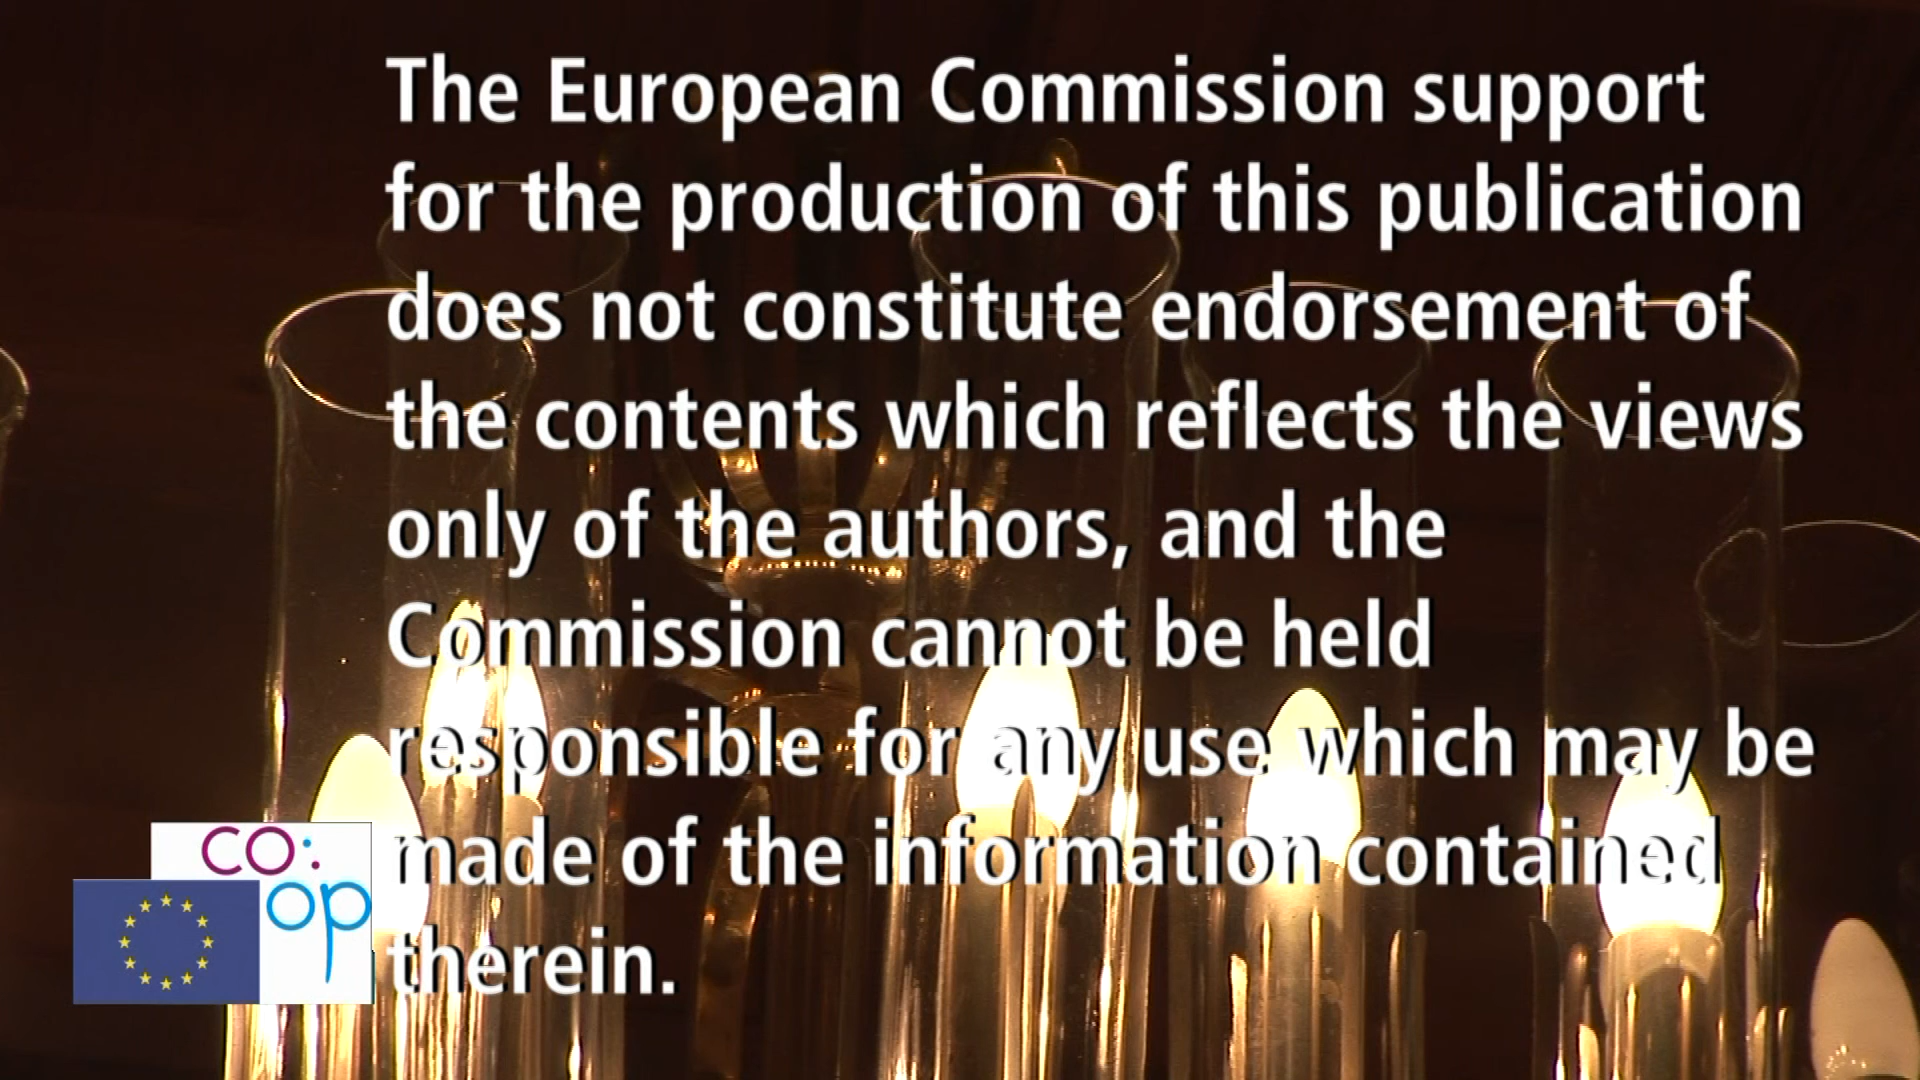 The European Commission support
for the production of this publication
does not constitute endorsement of
the contents which reflects the views
only of the authors, and the
Commission cannot be held
responsible for any use which may be
made of the information contained
therein.
co:
op